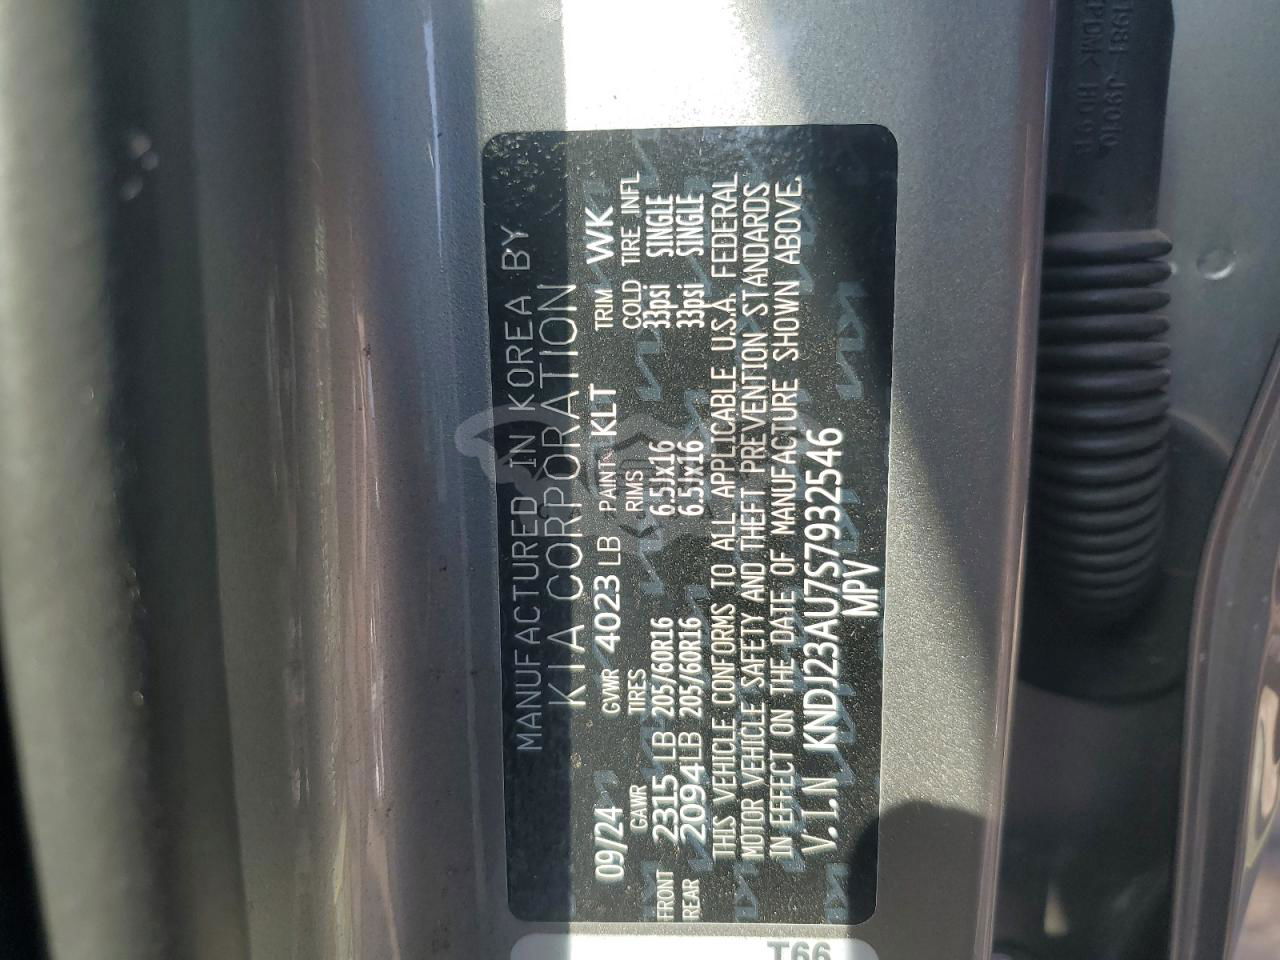 MANUFACTURED IN KOREA BY
KIA CORPORATION
09/24 GVWR 4023 LB PAINT KLT TRIM WK
GAWR TIRES RIMS COLD TIRE INFL
FRONT 2315 LB 205/60R16 6.5Jx16 33psi SINGLE
REAR 2094LB 205/60R16 6.5Jx16 33psi SINGLE
THIS VEHICLE CONFORMS TO ALL APPLICABLE U.S.A. FEDERAL
MOTOR VEHICLE SAFETY AND THEFT PREVENTION STANDARDS
IN EFFECT ON THE DATE OF MANUFACTURE SHOWN ABOVE.
V.I.N KNDJ23AU7S7932546
MPV
T66